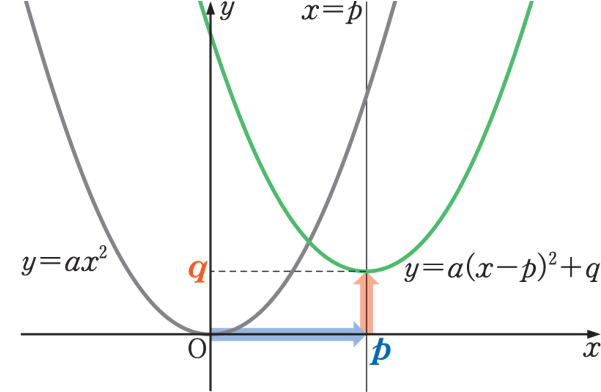 y
x=p
y=ax²
q
y=a(x−p)²+q
O
p
x